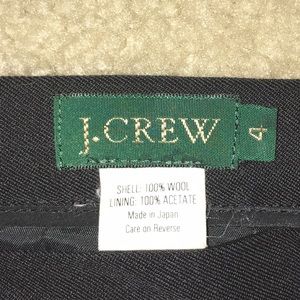 J.CREW
4
SHELL: 100% WOOL
LINING: 100% ACETATE
Made in Japan
Care on Reverse